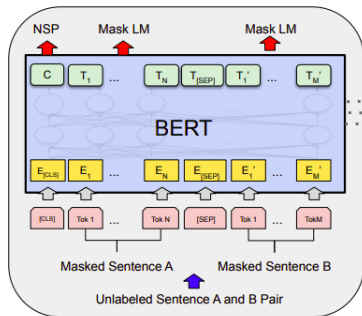 NSP Mask LM Mask LM
C T1 ... TN T[SEP] T1' ... TM'
BERT
E[CLS] E1 ... EN E[SEP] E1' ... EM'
[CLS] Tok 1 ... Tok N [SEP] Tok 1 ... TokM
Masked Sentence A Masked Sentence B
Unlabeled Sentence A and B Pair